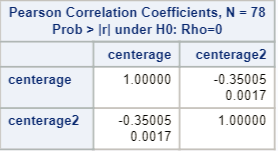 Pearson Correlation Coefficients, N = 78
Prob > |r| under H0: Rho=0
centerage centerage2
centerage 1.00000 -0.35005
0.0017
centerage2 -0.35005 1.00000
0.0017